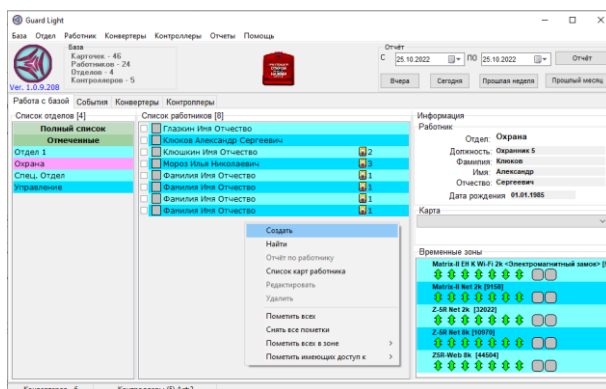 Guard Light
База Отдел Работник Конвертеры Контроллеры Отчеты Помощь
База
Карточек - 46
Работников - 24
Отделов - 4
Контроллеров - 5
Ver. 1.0.9.208
Отчёт
С 25.10.2022 ПО 25.10.2022 Отчёт
Вчера Сегодня Прошлая неделя Прошлый месяц
Работа с базой События Конвертеры Контроллеры
Список отделов [4]
Полный список
Отмеченные
Отдел 1
Охрана
Спец. Отдел
Управление
Список работников [8]
Глазкин Имя Отчество
Клюков Александр Сергеевич
Клюшкин Имя Отчество 2
Мороз Илья Николаевич 3
Фамилия Имя Отчество 1
Фамилия Имя Отчество 1
Фамилия Имя Отчество 1
Фамилия Имя Отчество 1
Создать
Найти
Отчёт по работнику
Список карт работника
Редактировать
Удалить
Пометить всех
Снять все пометки
Пометить всех в зоне
Пометить имеющих доступ к
Информация
Работник
Отдел: Охрана
Должность: Охранник 5
Фамилия: Клюков
Имя: Александр
Отчество: Сергеевич
Дата рождения 01.01.1985
Карта
Временные зоны
Matrix-II EH K Wi-Fi 2k <Электромагнитный замок>
Matrix-II Net 2k [9158]
Z-5R Net 2k [32022]
Z-5R Net 8k [10970]
Z5R-Web 8k [44504]